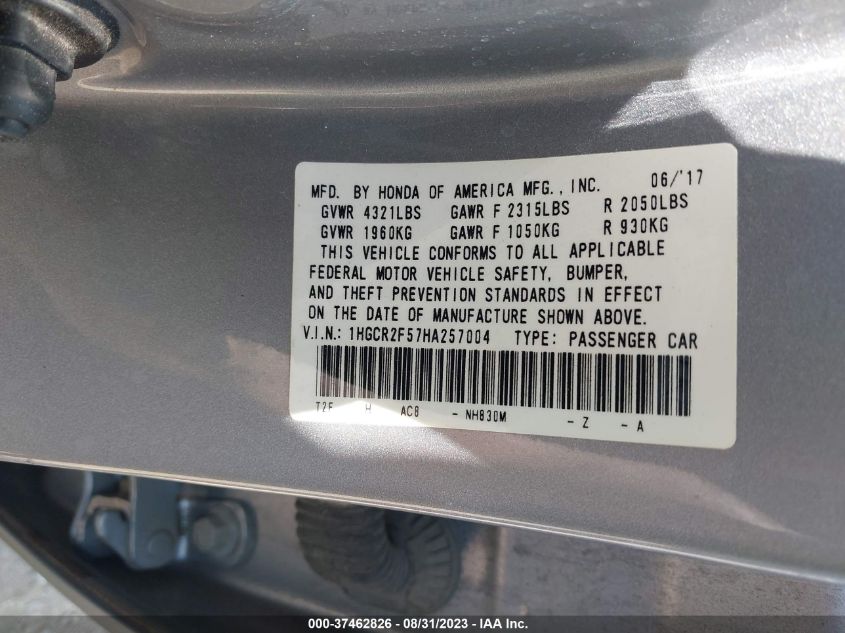 MFD. BY HONDA OF AMERICA MFG., INC. 06/'17
GVWR 4321LBS GAWR F 2315LBS R 2050LBS
GVWR 1960KG GAWR F 1050KG R 930KG
THIS VEHICLE CONFORMS TO ALL APPLICABLE
FEDERAL MOTOR VEHICLE SAFETY, BUMPER,
AND THEFT PREVENTION STANDARDS IN EFFECT
ON THE DATE OF MANUFACTURE SHOWN ABOVE.
V.I.N.: 1HGCR2F57HA257004 TYPE: PASSENGER CAR
T2F H AC8 - NH830M - Z - A
000-37462826 - 08/31/2023 - IAA Inc.